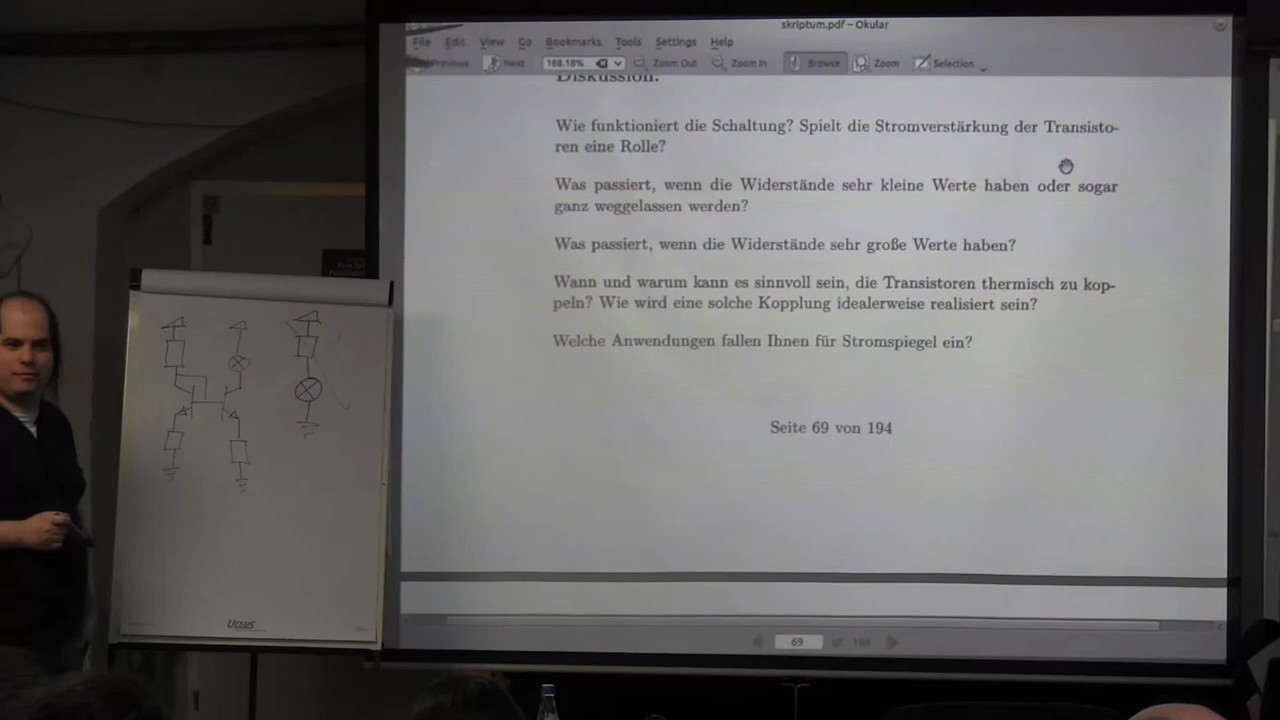 skriptum.pdf – Okular
File Edit View Go Bookmarks Tools Settings Help
Previous Next 188.18% Zoom Out Zoom In Browse Zoom Selection
Diskussion.
Wie funktioniert die Schaltung? Spielt die Stromverstärkung der Transisto-
ren eine Rolle?
Was passiert, wenn die Widerstände sehr kleine Werte haben oder sogar
ganz weggelassen werden?
Was passiert, wenn die Widerstände sehr große Werte haben?
Wann und warum kann es sinnvoll sein, die Transistoren thermisch zu kop-
peln? Wie wird eine solche Kopplung idealerweise realisiert sein?
Welche Anwendungen fallen Ihnen für Stromspiegel ein?
Seite 69 von 194
69 of 194
Ursus